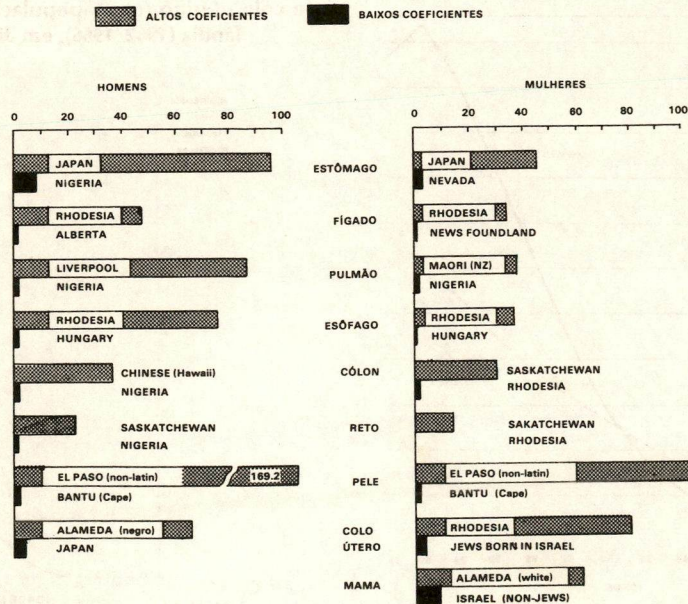 ALTOS COEFICIENTES
BAIXOS COEFICIENTES
HOMENS
MULHERES
0 20 40 60 80 100
0 20 40 60 80 100
JAPAN
NIGERIA
ESTÔMAGO
JAPAN
NEVADA
RHODESIA
ALBERTA
FÍGADO
RHODESIA
NEWS FOUNDLAND
LIVERPOOL
NIGERIA
PULMÃO
MAORI (NZ)
NIGERIA
RHODESIA
HUNGARY
ESÔFAGO
RHODESIA
HUNGARY
CHINESE (Hawaii)
NIGERIA
CÓLON
SASKATCHEWAN
RHODESIA
SASKATCHEWAN
NIGERIA
RETO
SAKATCHEWAN
RHODESIA
EL PASO (non-latin) 169.2
BANTU (Cape)
PELE
EL PASO (non-latin)
BANTU (Cape)
ALAMEDA (negro)
JAPAN
COLO
ÚTERO
RHODESIA
JEWS BORN IN ISRAEL
MAMA
ALAMEDA (white)
ISRAEL (NON-JEWS)